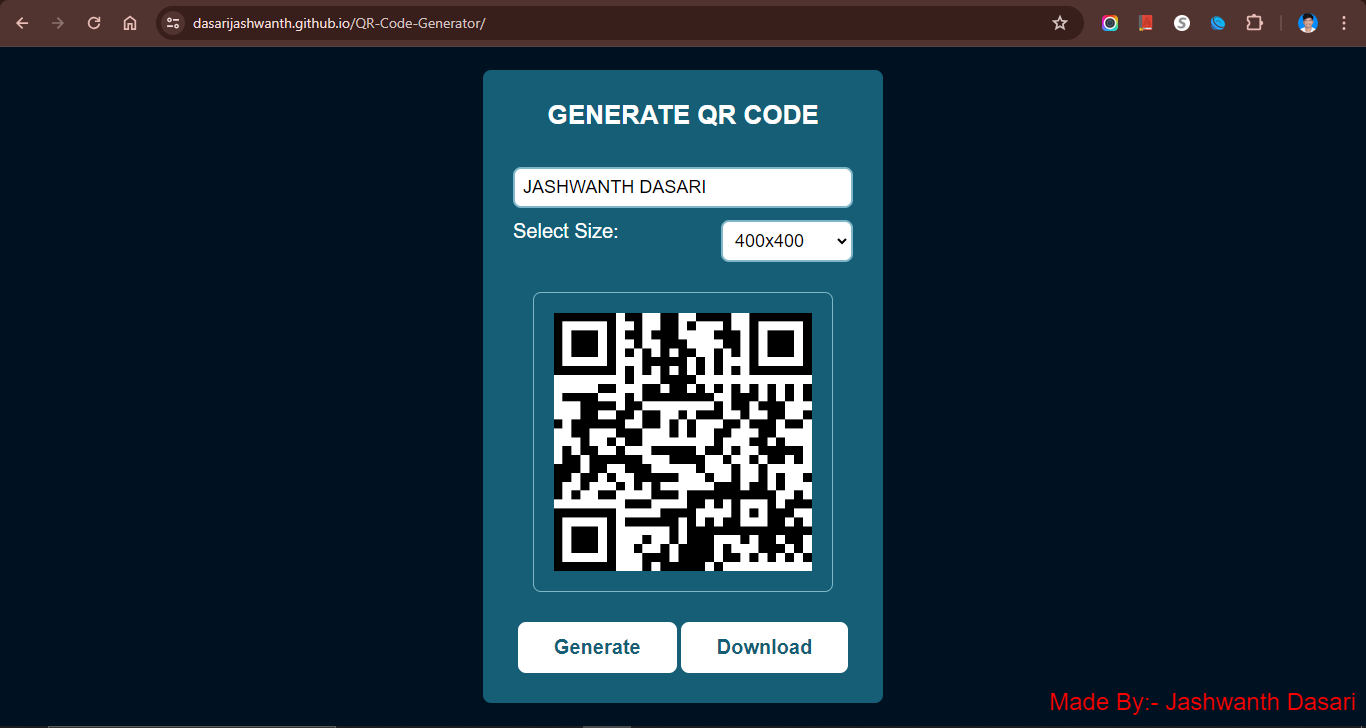 dasarijashwanth.github.io/QR-Code-Generator/
GENERATE QR CODE
JASHWANTH DASARI
Select Size:
400x400
Generate
Download
Made By:- Jashwanth Dasari